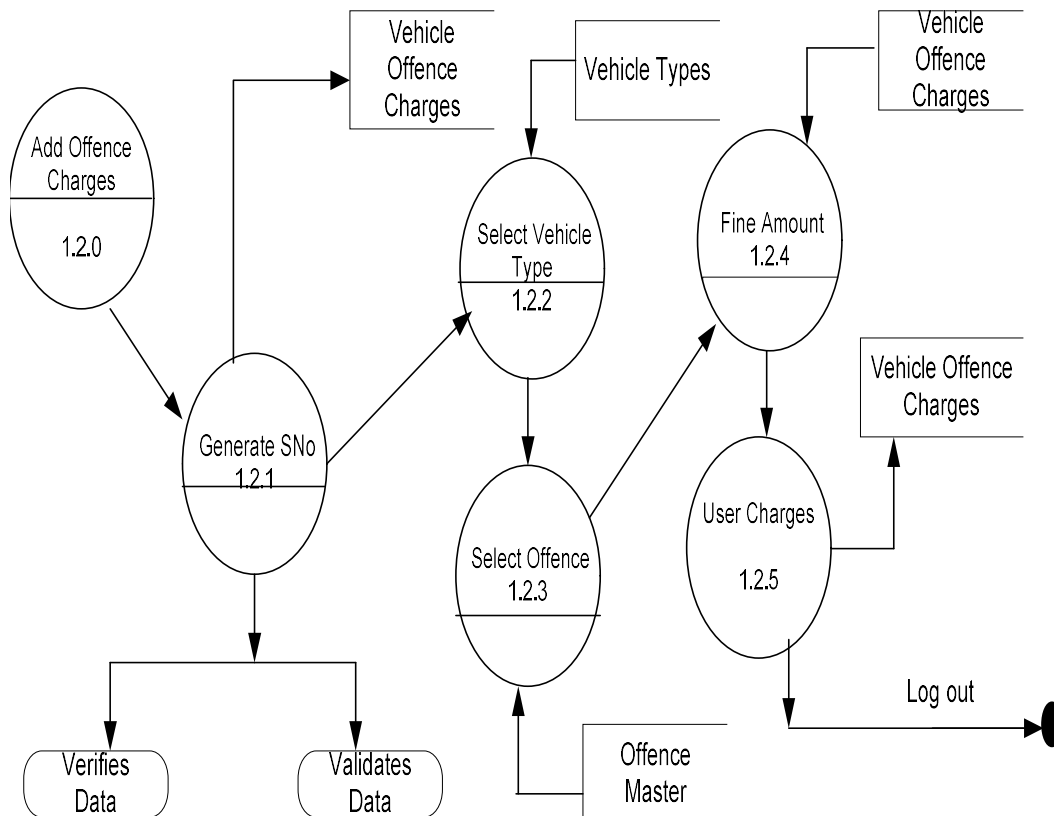 Vehicle
Offence
Charges
Vehicle Types
Vehicle
Offence
Charges
Add Offence
Charges
1.2.0
Select Vehicle
Type
1.2.2
Fine Amount
1.2.4
Vehicle Offence
Charges
Generate SNo
1.2.1
User Charges
1.2.5
Select Offence
1.2.3
Log out
Verifies
Data
Validates
Data
Offence
Master